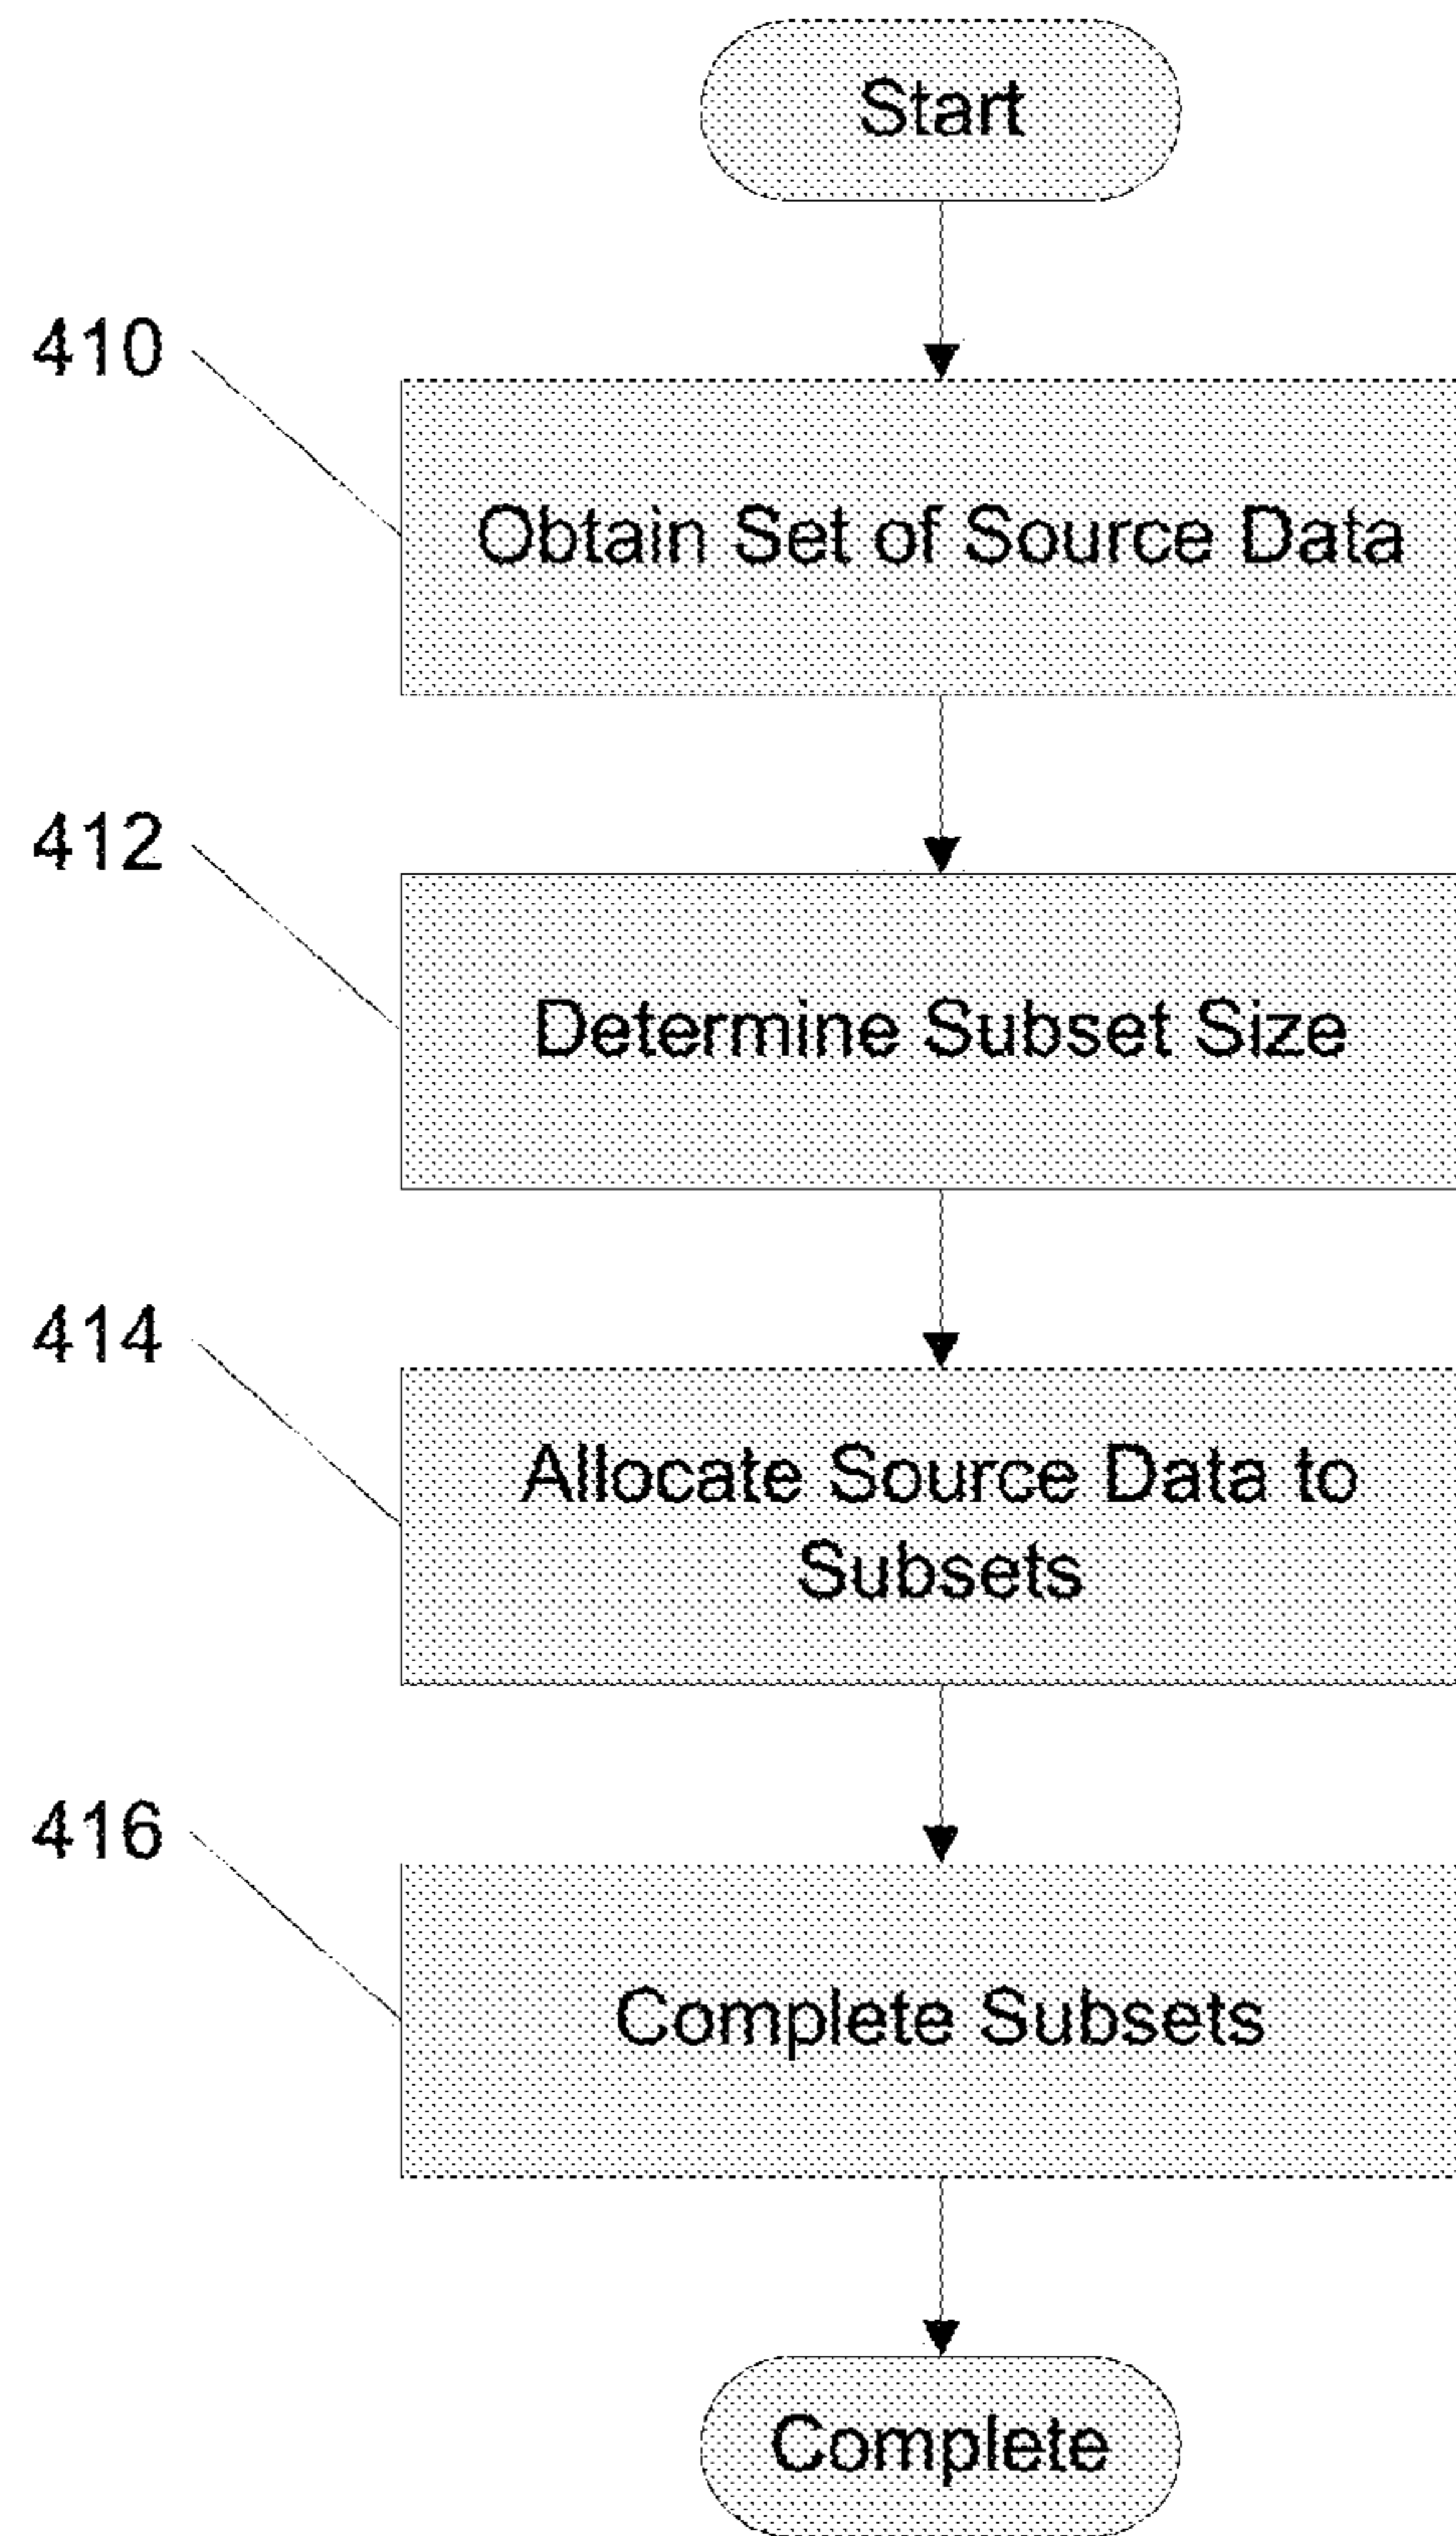 Start
410
Obtain Set of Source Data
412
Determine Subset Size
414
Allocate Source Data to
Subsets
416
Complete Subsets
Complete